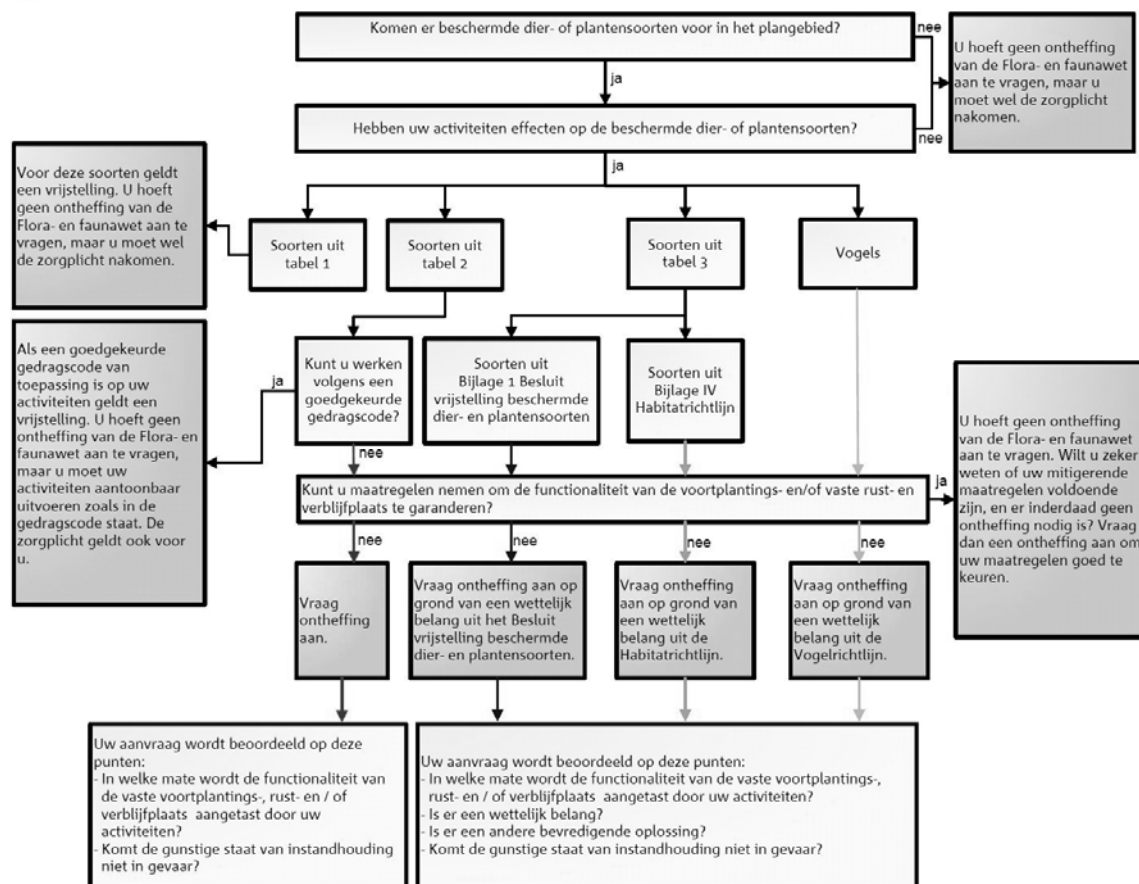 Komen er beschermde dier- of plantensoorten voor in het plangebied?
nee
U hoeft geen ontheffing
van de Flora- en faunawet
aan te vragen, maar u
moet wel de zorgplicht
nakomen.
ja
Hebben uw activiteiten effecten op de beschermde dier- of plantensoorten?
nee
ja
Voor deze soorten geldt
een vrijstelling. U hoeft
geen ontheffing van de
Flora- en faunawet aan te
vragen, maar u moet wel
de zorgplicht nakomen.
Soorten uit
tabel 1
Soorten uit
tabel 2
Soorten uit
tabel 3
Vogels
Als een goedgekeurde
gedragscode van
toepassing is op uw
activiteiten geldt een
vrijstelling. U hoeft geen
ontheffing van de Flora- en
faunawet aan te vragen,
maar u moet uw
activiteiten aantoonbaar
uitvoeren zoals in de
gedragscode staat. De
zorgplicht geldt ook voor
u.
ja
Kunt u werken
volgens een
goedgekeurde
gedragscode?
Soorten uit
Bijlage 1 Besluit
vrijstelling beschermde
dier- en plantensoorten
Soorten uit
Bijlage IV
Habitatrichtlijn
nee
Kunt u maatregelen nemen om de functionaliteit van de voortplantings- en/of vaste rust- en
verblijfplaats te garanderen?
ja
U hoeft geen ontheffing
van de Flora- en faunawet
aan te vragen. Wilt u zeker
weten of uw mitigerende
maatregelen voldoende
zijn, en er inderdaad geen
ontheffing nodig is? Vraag
dan een ontheffing aan om
uw maatregelen goed te
keuren.
nee
nee
nee
nee
Vraag
ontheffing
aan.
Vraag ontheffing aan op
grond van een wettelijk
belang uit het Besluit
vrijstelling beschermde
dier- en plantensoorten.
Vraag ontheffing
aan op grond van
een wettelijk
belang uit de
Habitatrichtlijn.
Vraag ontheffing
aan op grond van
een wettelijk
belang uit de
Vogelrichtlijn.
Uw aanvraag wordt beoordeeld op deze
punten:
- In welke mate wordt de functionaliteit van
de vaste voortplantings-, rust- en / of
verblijfplaats aangetast door uw
activiteiten?
- Komt de gunstige staat van instandhouding
niet in gevaar?
Uw aanvraag wordt beoordeeld op deze punten:
- In welke mate wordt de functionaliteit van de vaste voortplantings-,
rust- en / of verblijfplaats aangetast door uw activiteiten?
- Is er een wettelijk belang?
- Is er een andere bevredigende oplossing?
- Komt de gunstige staat van instandhouding niet in gevaar?